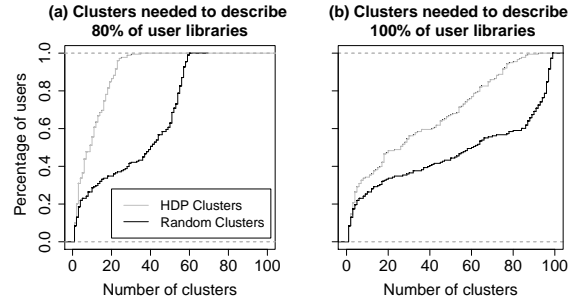 (a) Clusters needed to describe
80% of user libraries
(b) Clusters needed to describe
100% of user libraries
Percentage of users
0.0 0.2 0.4 0.6 0.8 1.0
HDP Clusters
Random Clusters
0 20 40 60 80 100
0 20 40 60 80 100
Number of clusters
Number of clusters